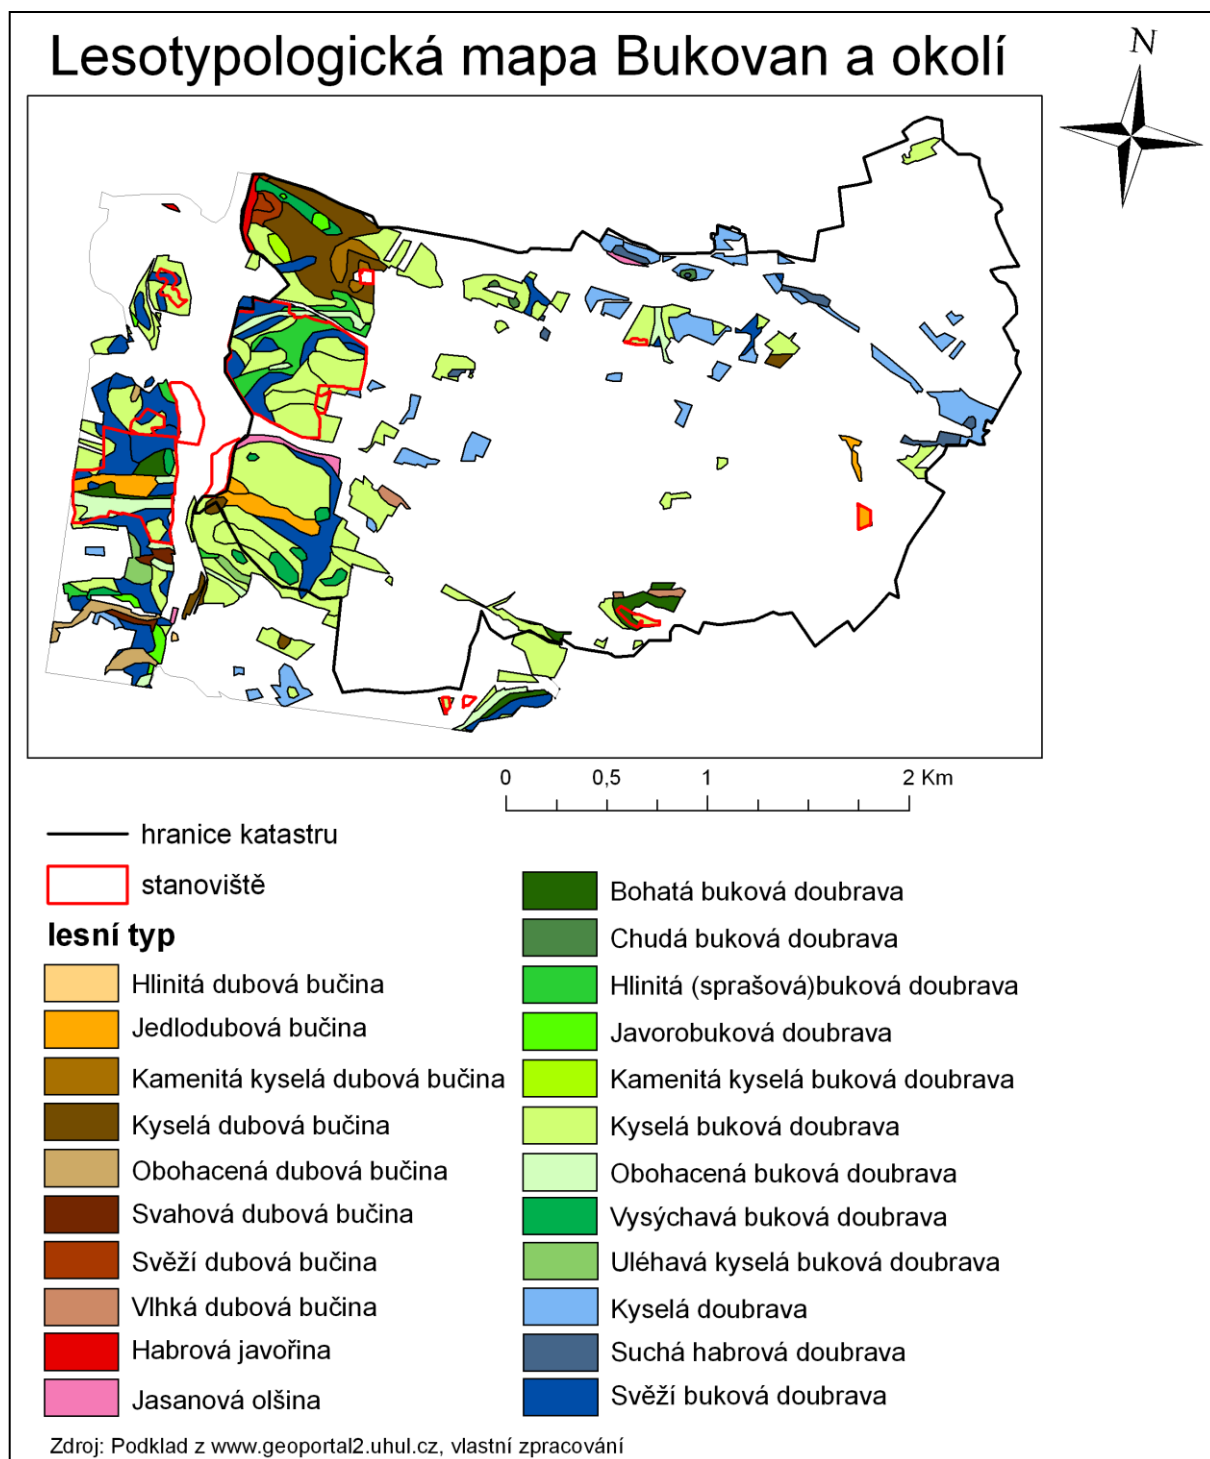 Lesotypologická mapa Bukovan a okolí
N
0 0,5 1 2 Km
hranice katastru
stanoviště
lesní typ
Hlinitá dubová bučina
Jedlodubová bučina
Kamenitá kyselá dubová bučina
Kyselá dubová bučina
Obohacená dubová bučina
Svahová dubová bučina
Svěží dubová bučina
Vlhká dubová bučina
Habrová javořina
Jasanová olšina
Bohatá buková doubrava
Chudá buková doubrava
Hlinitá (sprašová)buková doubrava
Javorobuková doubrava
Kamenitá kyselá buková doubrava
Kyselá buková doubrava
Obohacená buková doubrava
Vysýchavá buková doubrava
Uléhavá kyselá buková doubrava
Kyselá doubrava
Suchá habrová doubrava
Svěží buková doubrava
Zdroj: Podklad z www.geoportal2.uhul.cz, vlastní zpracování